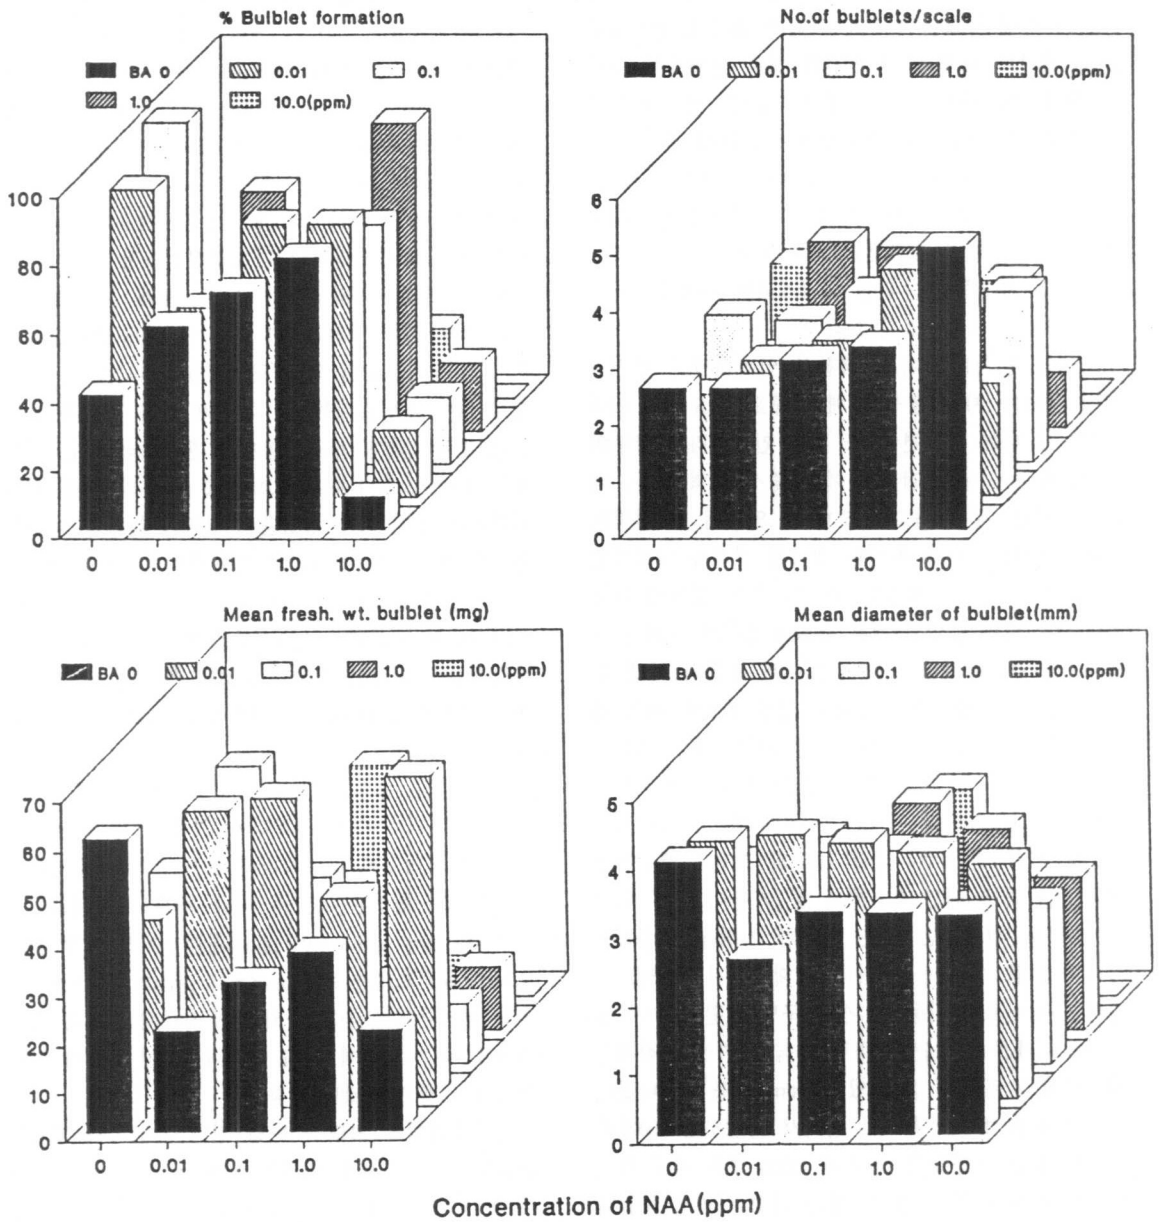 % Bulblet formation
BA 0 0.01 0.1
1.0 10.0(ppm)
100
80
60
40
20
0
0 0.01 0.1 1.0 10.0
No.of bulblets/scale
BA 0 0.01 0.1 1.0 10.0(ppm)
6
5
4
3
2
1
0
0 0.01 0.1 1.0 10.0
Mean fresh. wt. bulblet (mg)
BA 0 0.01 0.1 1.0 10.0(ppm)
70
60
50
40
30
20
10
0
0 0.01 0.1 1.0 10.0
Mean diameter of bulblet(mm)
BA 0 0.01 0.1 1.0 10.0(ppm)
5
4
3
2
1
0
0 0.01 0.1 1.0 10.0
Concentration of NAA(ppm)